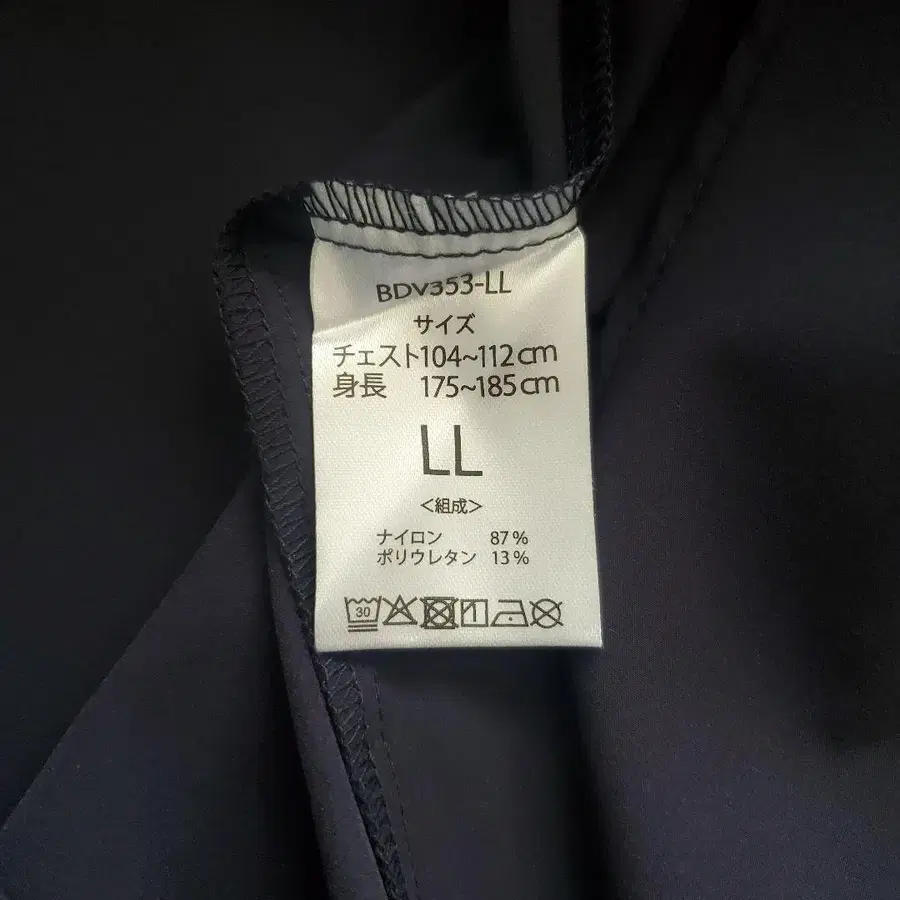 BDV353-LL
サイズ
チェスト104~112cm
身長 175~185cm
LL
<組成>
ナイロン 87%
ポリウレタン 13%
30